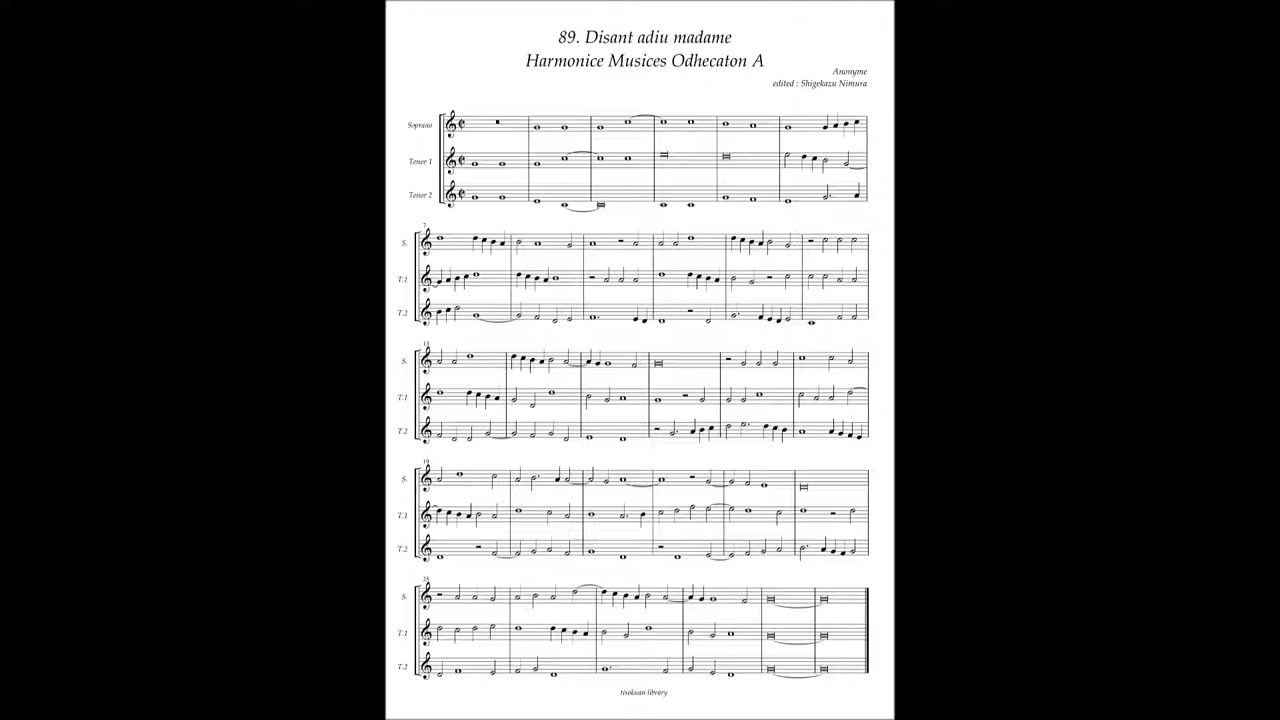 89. Disant adiu madame
Harmonice Musices Odhecaton A
Anonyme
edited : Shigekazu Nimura
Soprano
Tenor 1
Tenor 2
7
S.
T.1
T.2
13
S.
T.1
T.2
19
S.
T.1
T.2
25
S.
T.1
T.2
tisokuan library